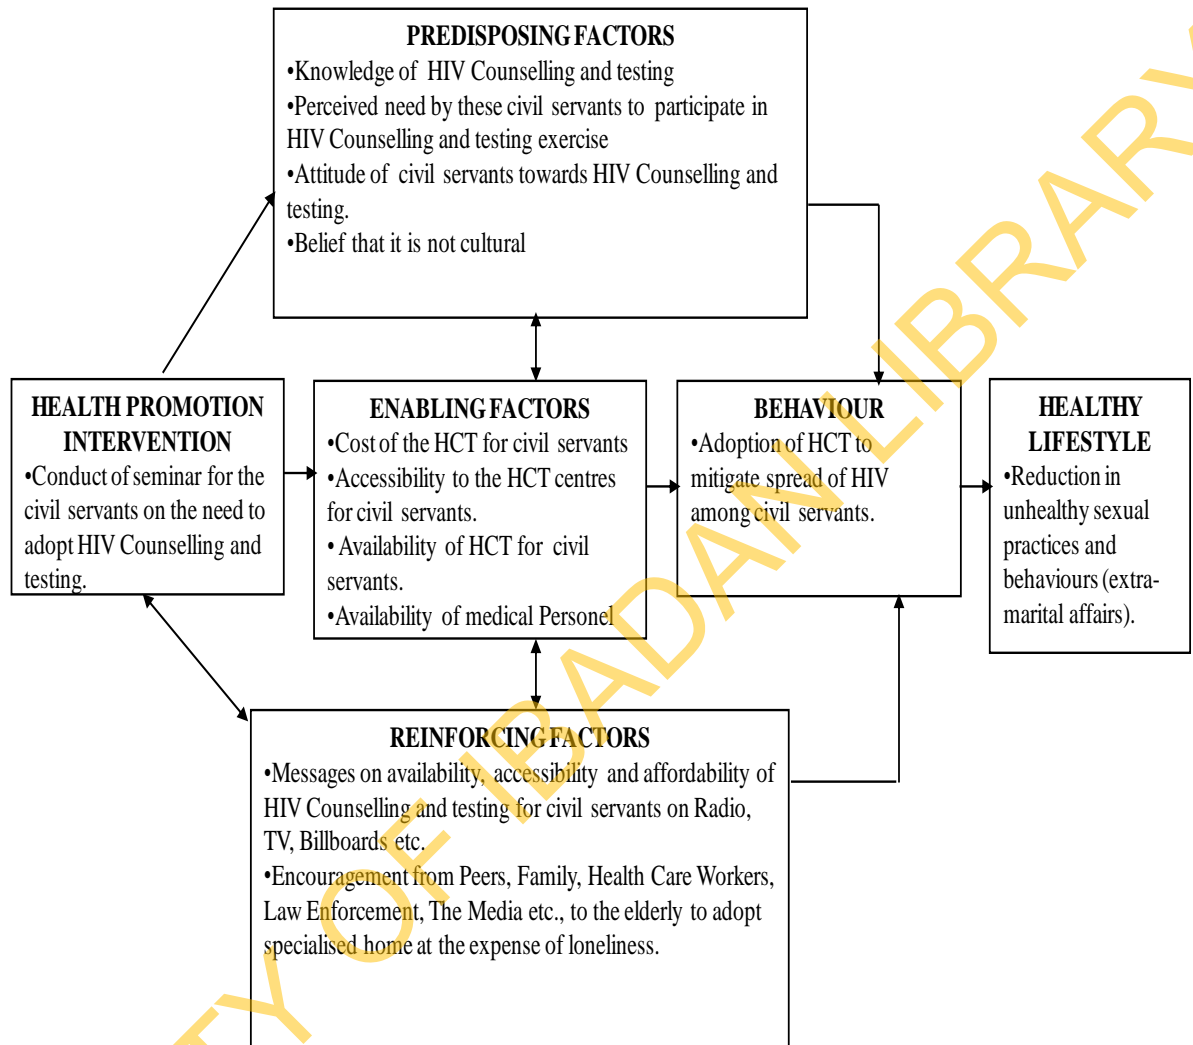 PREDISPOSING FACTORS
•Knowledge of HIV Counselling and testing
•Perceived need by these civil servants to participate in
HIV Counselling and testing exercise
•Attitude of civil servants towards HIV Counselling and
testing.
•Belief that it is not cultural
HEALTH PROMOTION
INTERVENTION
•Conduct of seminar for the
civil servants on the need to
adopt HIV Counselling and
testing.
ENABLING FACTORS
•Cost of the HCT for civil servants
•Accessibility to the HCT centres
for civil servants.
• Availability of HCT for civil
servants.
•Availability of medical Personel
BEHAVIOUR
•Adoption of HCT to
mitigate spread of HIV
among civil servants.
HEALTHY
LIFESTYLE
•Reduction in
unhealthy sexual
practices and
behaviours (extra-
marital affairs).
REINFORCING FACTORS
•Messages on availability, accessibility and affordability of
HIV Counselling and testing for civil servants on Radio,
TV, Billboards etc.
•Encouragement from Peers, Family, Health Care Workers,
Law Enforcement, The Media etc., to the elderly to adopt
specialised home at the expense of loneliness.
TY OF IBADAN LIBRARY